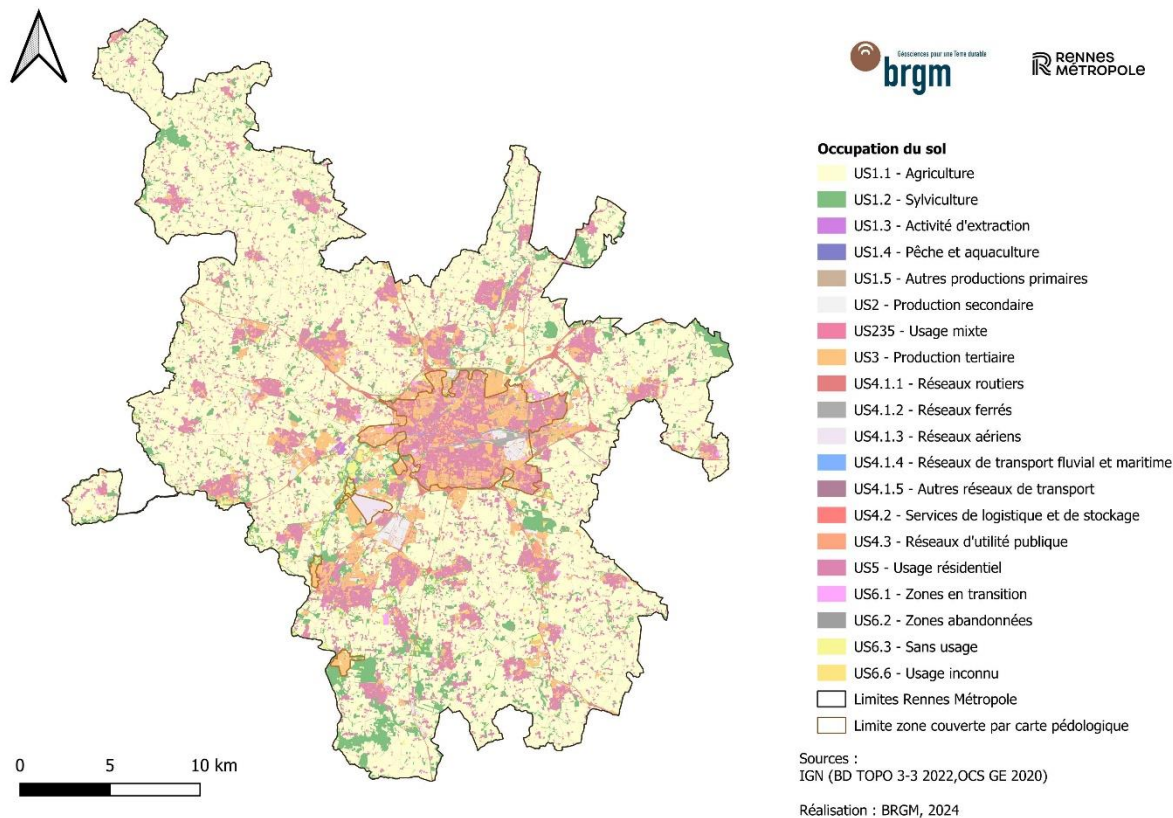 Géosciences pour une Terre durable
brgm
RENNES
MÉTROPOLE
Occupation du sol
US1.1 - Agriculture
US1.2 - Sylviculture
US1.3 - Activité d'extraction
US1.4 - Pêche et aquaculture
US1.5 - Autres productions primaires
US2 - Production secondaire
US235 - Usage mixte
US3 - Production tertiaire
US4.1.1 - Réseaux routiers
US4.1.2 - Réseaux ferrés
US4.1.3 - Réseaux aériens
US4.1.4 - Réseaux de transport fluvial et maritime
US4.1.5 - Autres réseaux de transport
US4.2 - Services de logistique et de stockage
US4.3 - Réseaux d'utilité publique
US5 - Usage résidentiel
US6.1 - Zones en transition
US6.2 - Zones abandonnées
US6.3 - Sans usage
US6.6 - Usage inconnu
Limites Rennes Métropole
Limite zone couverte par carte pédologique
0 5 10 km
Sources :
IGN (BD TOPO 3-3 2022,OCS GE 2020)
Réalisation : BRGM, 2024